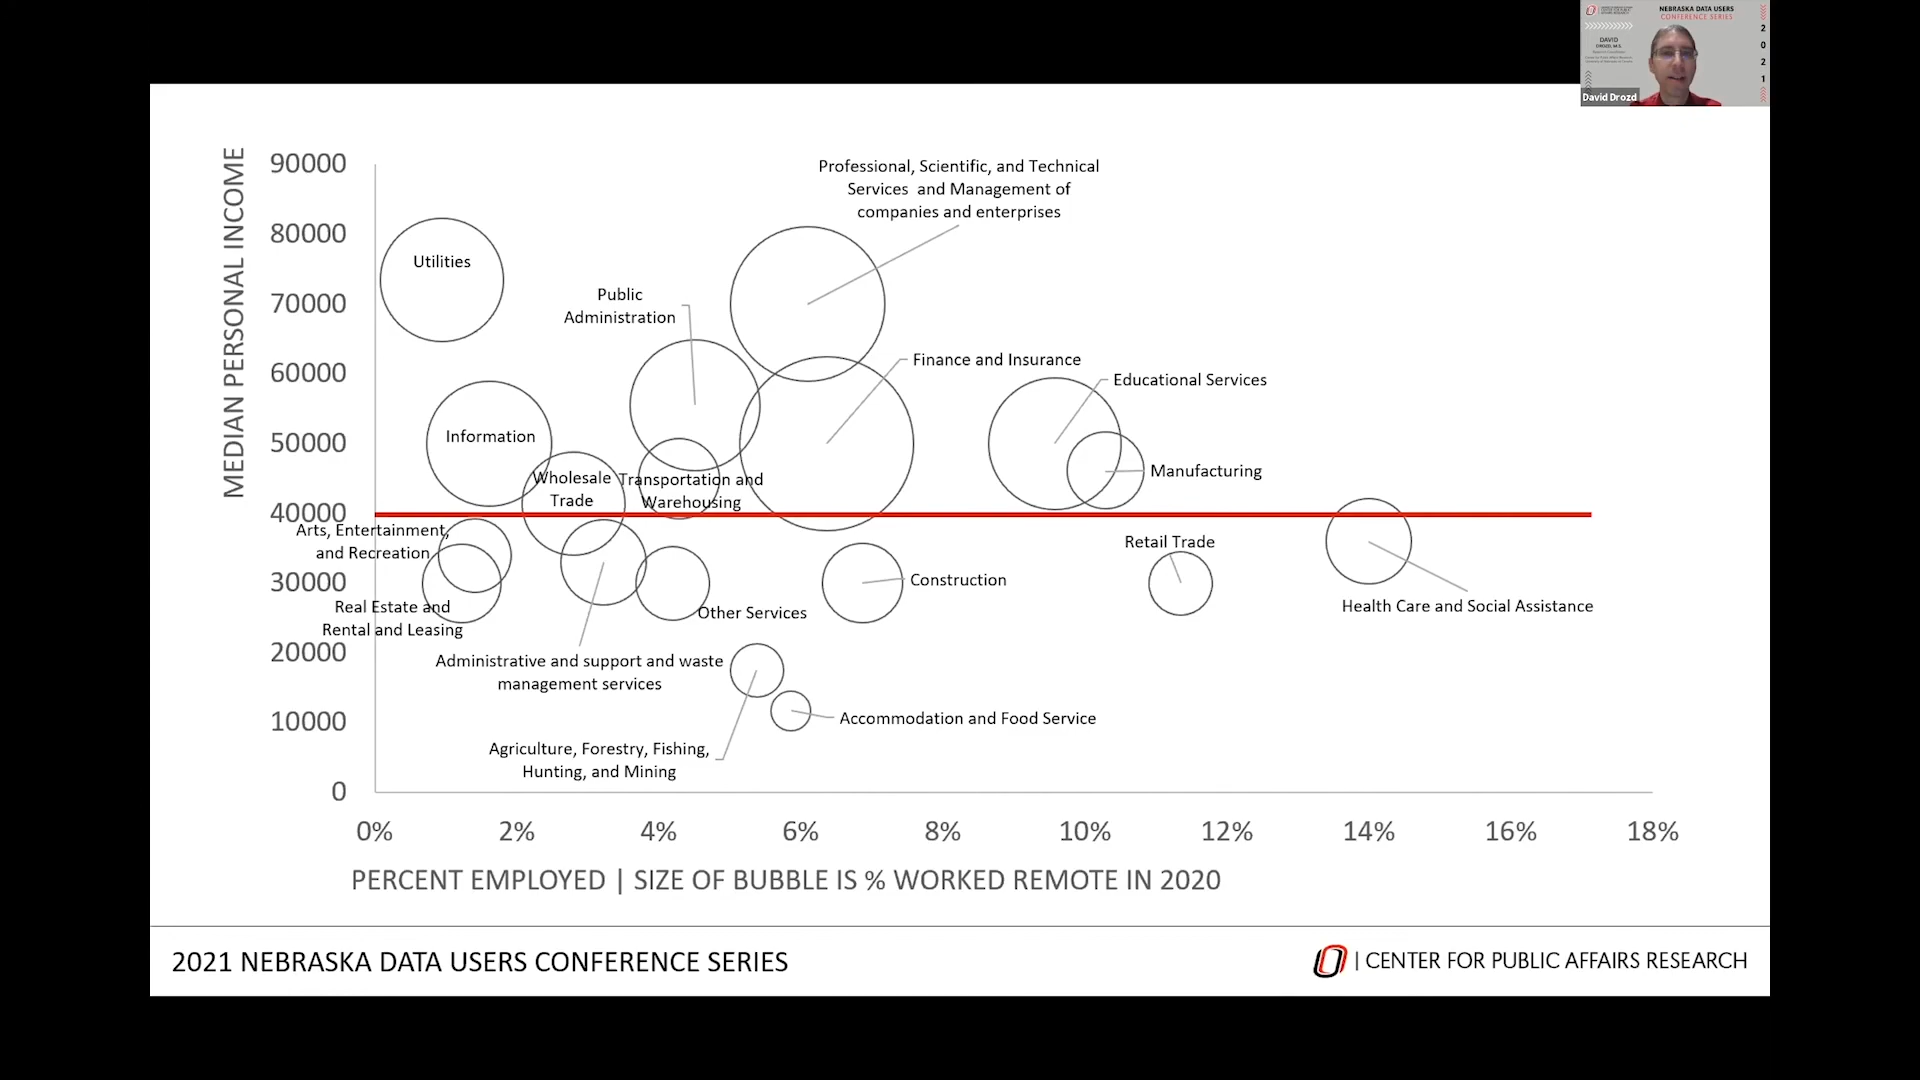 NEBRASKA DATA USERS
CONFERENCE SERIES
DAVID
DROZD, M.S.
2
0
2
1
David Drozd
MEDIAN PERSONAL INCOME
90000
80000
70000
60000
50000
40000
30000
20000
10000
0
Professional, Scientific, and Technical
Services and Management of
companies and enterprises
Utilities
Public
Administration
Finance and Insurance
Educational Services
Information
Wholesale
Trade
Transportation and
Warehousing
Manufacturing
Arts, Entertainment,
and Recreation
Retail Trade
Construction
Real Estate and
Rental and Leasing
Other Services
Health Care and Social Assistance
Administrative and support and waste
management services
Accommodation and Food Service
Agriculture, Forestry, Fishing,
Hunting, and Mining
0%
2%
4%
6%
8%
10%
12%
14%
16%
18%
PERCENT EMPLOYED | SIZE OF BUBBLE IS % WORKED REMOTE IN 2020
2021 NEBRASKA DATA USERS CONFERENCE SERIES
O | CENTER FOR PUBLIC AFFAIRS RESEARCH